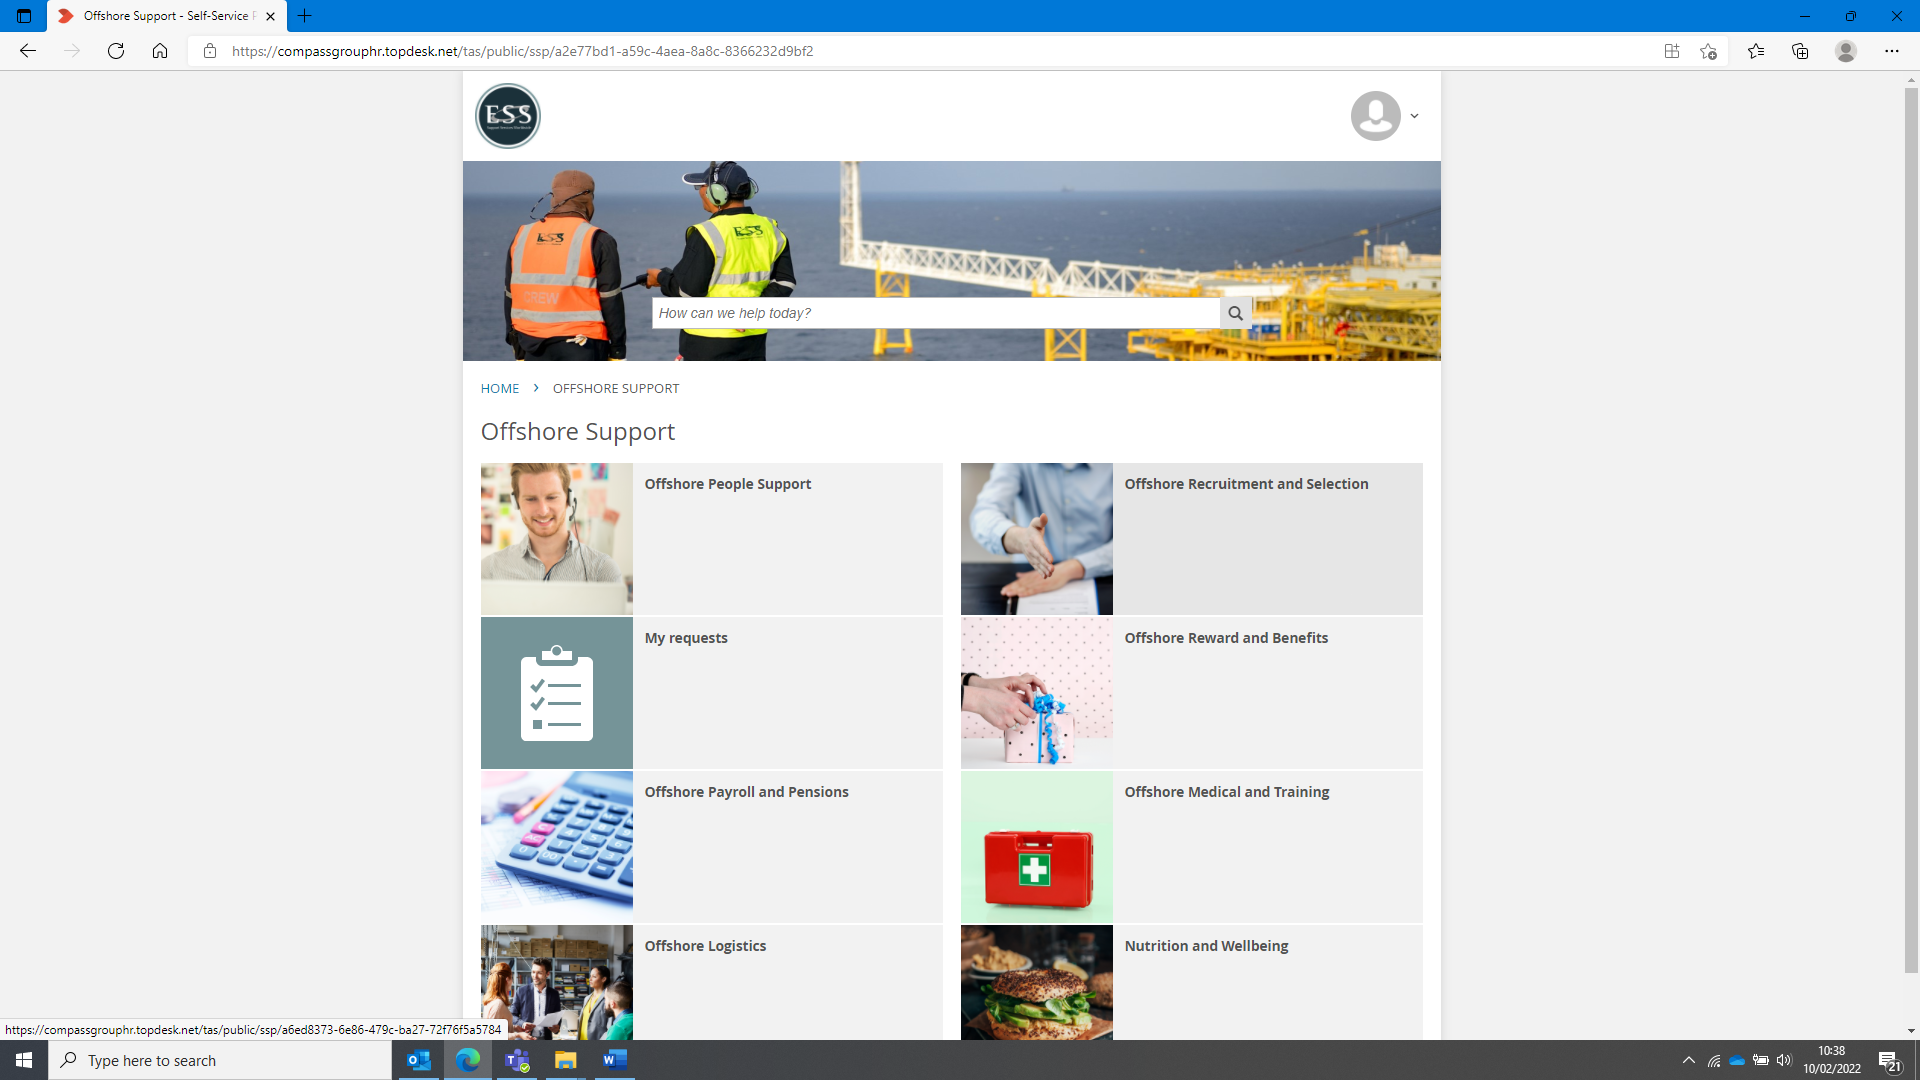 Offshore Support - Self-Service P
https://compassgrouphr.topdesk.net/tas/public/ssp/a2e77bd1-a59c-4aea-8a8c-8366232d9bf2
ESS
ESS
ESS
CREW
How can we help today?
HOME > OFFSHORE SUPPORT
Offshore Support
Offshore People Support
Offshore Recruitment and Selection
My requests
Offshore Reward and Benefits
Offshore Payroll and Pensions
Offshore Medical and Training
Offshore Logistics
Nutrition and Wellbeing
https://compassgrouphr.topdesk.net/tas/public/ssp/a6ed8373-6e86-479c-ba27-72f76f5a5784
Type here to search
10:38
10/02/2022
21